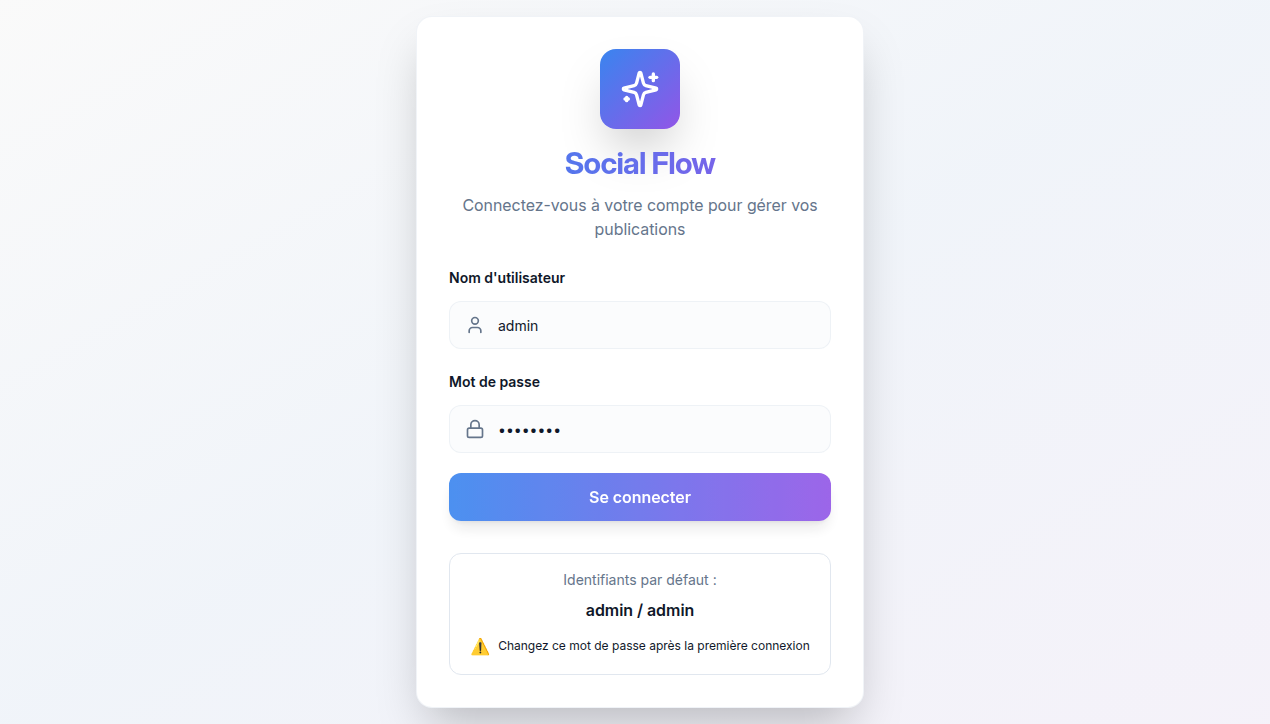 Social Flow
Connectez-vous à votre compte pour gérer vos
publications
Nom d'utilisateur
admin
Mot de passe
••••••••
Se connecter
Identifiants par défaut :
admin / admin
⚠️ Changez ce mot de passe après la première connexion